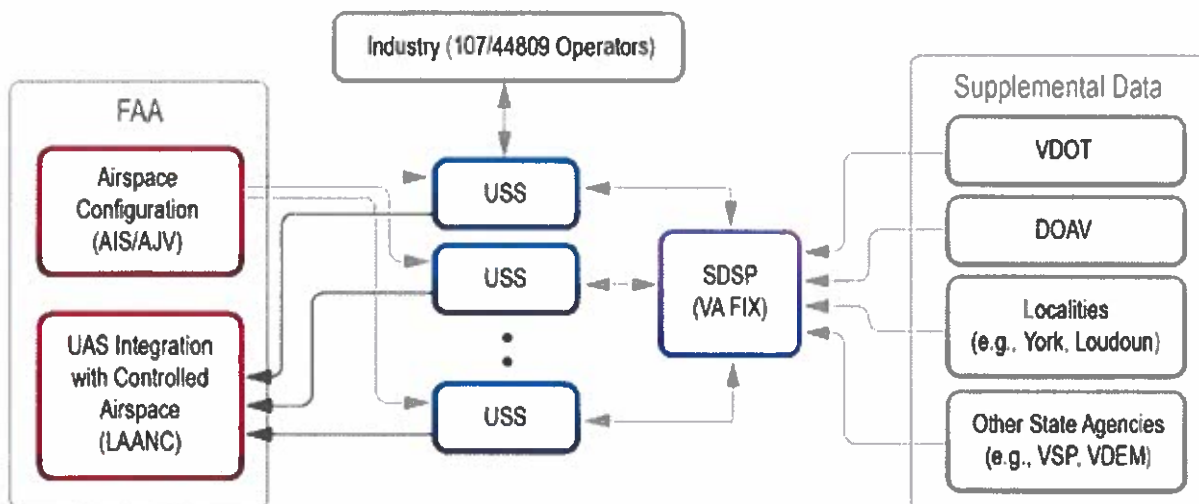 Industry (107/44809 Operators)
FAA
Airspace
Configuration
(AIS/AJV)
UAS Integration
with Controlled
Airspace
(LAANC)
USS
USS
USS
SDSP
(VA FIX)
Supplemental Data
VDOT
DOAV
Localities
(e.g., York, Loudoun)
Other State Agencies
(e.g., VSP, VDEM)